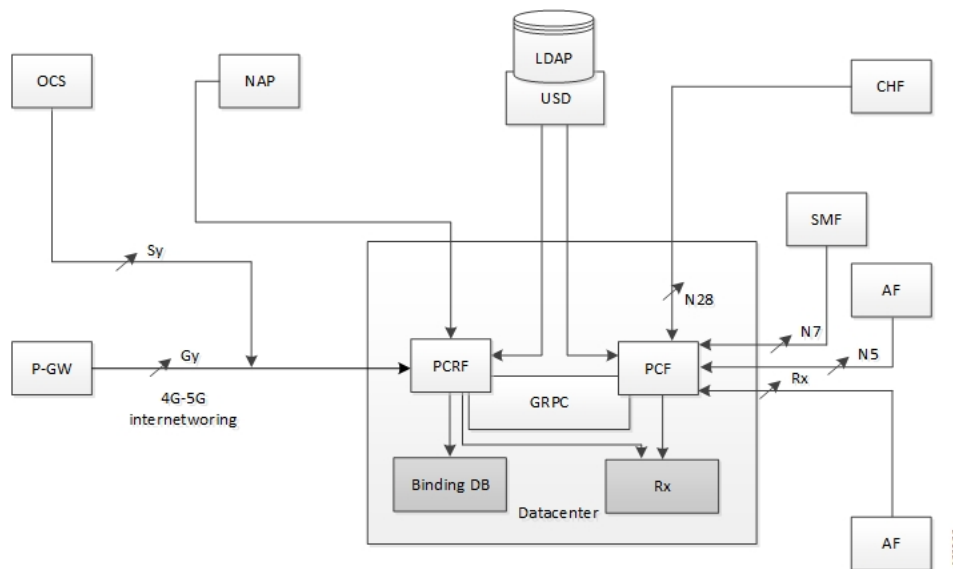 LDAP
OCS
NAP
USD
CHF
SMF
Sy
AF
N28
N7
P-GW
Gy
PCRF
PCF
N5
Rx
4G-5G
internetworing
GRPC
Binding DB
Rx
Datacenter
AF